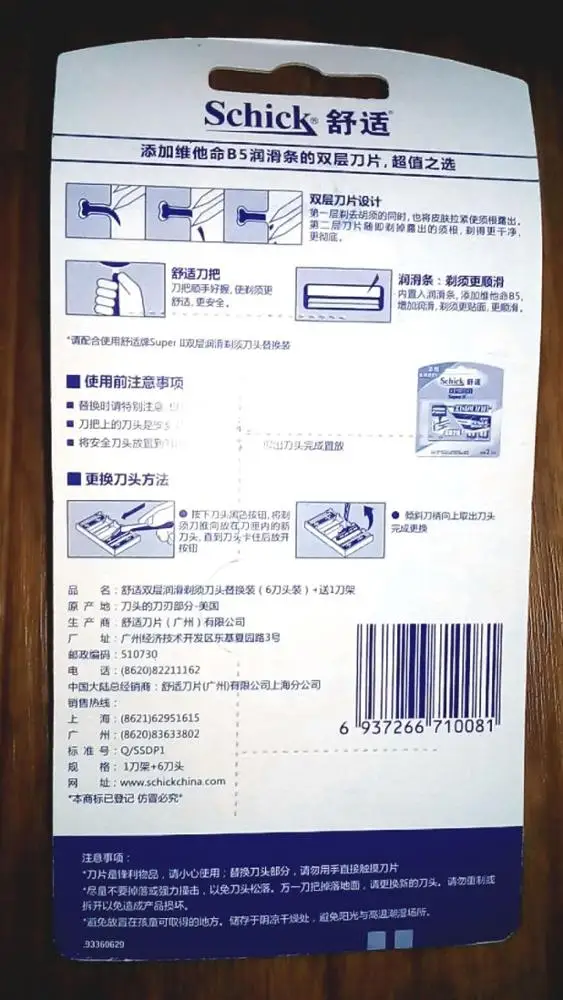 Schick® 舒适®
添加维他命B5润滑条的双层刀片,超值之选
双层刀片设计
第一层剃去胡须的同时,也将皮肤拉紧使须根露出。
第二层刀片随即剃掉露出的须根,剃得更干净、
更彻底。
舒适刀把
刀把顺手好握,使剃须更
舒适,更安全。
润滑条:剃须更顺滑
内置入润滑条,添加维他命B5,
增加润滑,剃须更贴面,更顺滑。
*请配合使用舒适牌Super II双层润滑剃须刀头替换装
■ 使用前注意事项
■ 替换时请特别注意
■ 刀把上的刀头是
■ 将安全刀头放置到
出刀头完成置放
Schick 舒适
Super II
■ 更换刀头方法
● 按下刀头黑色按钮,将剃
须刀推向放在刀匣内的新
刀头,直到刀头卡住后放开
按钮
● 倾斜刀柄向上取出刀头
完成更换
品 名:舒适双层润滑剃须刀头替换装(6刀头装)+送1刀架
原 产 地:刀头的刀刃部分-美国
生 产 商:舒适刀片(广州)有限公司
厂 址:广州经济技术开发区东基夏园路3号
邮政编码:510730
电 话:(8620)82211162
中国大陆总经销商:舒适刀片(广州)有限公司上海分公司
销售热线:
上 海:(8621)62951615
广 州:(8620)83633802
标 准 号:Q/SSDP1
规 格:1刀架+6刀头
网 址:www.schickchina.com
*本商标已登记 仿冒必究*
6 937266 710081
注意事项:
*刀片是锋利物品,请小心使用;替换刀头部分,请勿用手直接触摸刀片
*尽量不要掉落或强力撞击,以免刀头松落。万一刀把掉落地面,请更换新的刀头。请勿重制或
拆开以免造成产品损坏。
*避免放置在孩童可取得的地方。储存于阴凉干燥处,避免阳光与高温潮湿场所。
.93360629